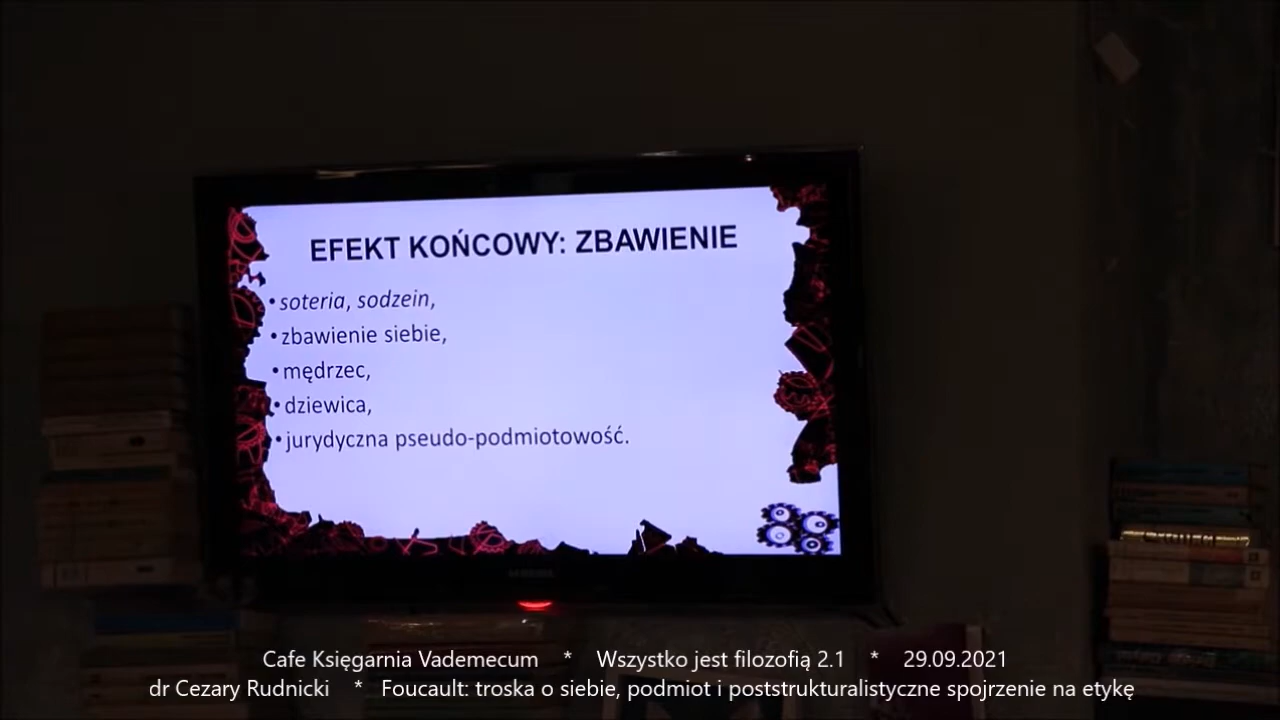 EFEKT KOŃCOWY: ZBAWIENIE
•soteria, sodzein,
•zbawienie siebie,
•mędrzec,
•dziewica,
•jurydyczna pseudo-podmiotowość.
SAMSUNG
Cafe Księgarnia Vademecum * Wszystko jest filozofią 2.1 * 29.09.2021
dr Cezary Rudnicki * Foucault: troska o siebie, podmiot i poststrukturalistyczne spojrzenie na etykę